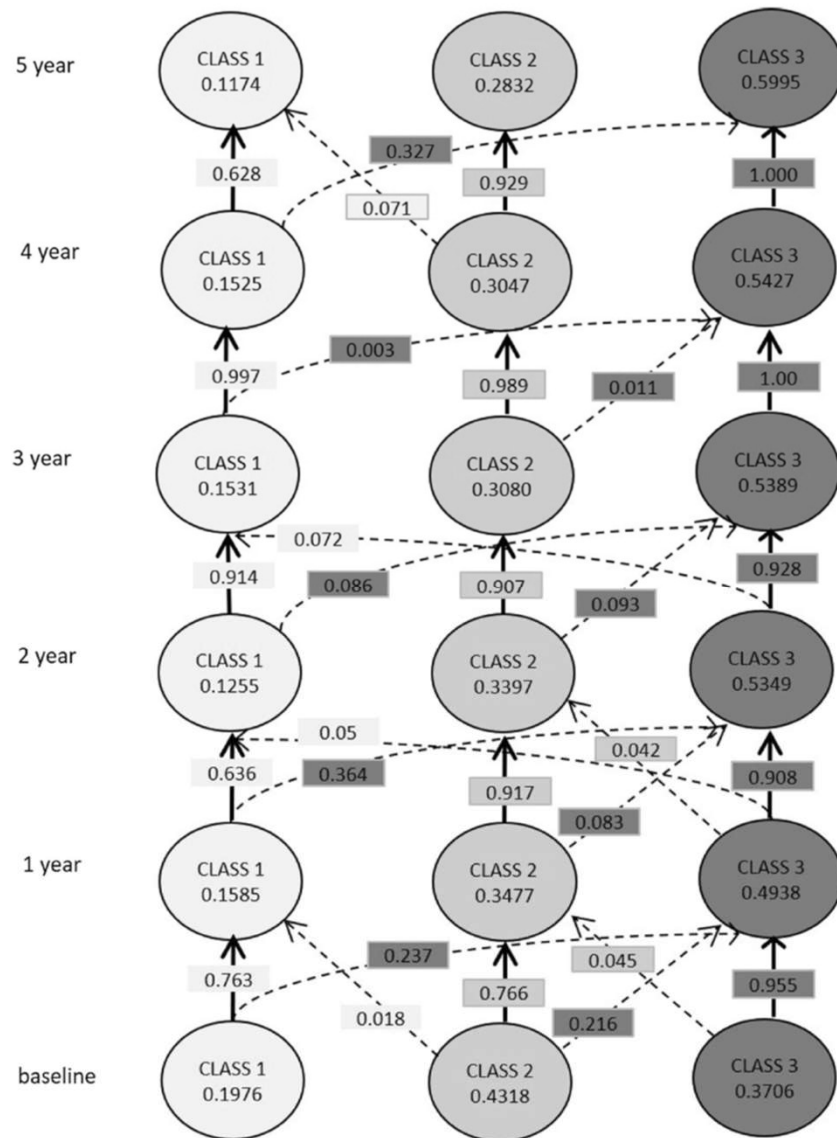 5 year
CLASS 1
0.1174
CLASS 2
0.2832
CLASS 3
0.5995
0.327
0.628
0.929
1.000
0.071
4 year
CLASS 1
0.1525
CLASS 2
0.3047
CLASS 3
0.5427
0.003
0.997
0.989
1.00
0.011
3 year
CLASS 1
0.1531
CLASS 2
0.3080
CLASS 3
0.5389
0.072
0.914
0.086
0.907
0.928
0.093
2 year
CLASS 1
0.1255
CLASS 2
0.3397
CLASS 3
0.5349
0.05
0.042
0.636
0.364
0.917
0.908
0.083
1 year
CLASS 1
0.1585
CLASS 2
0.3477
CLASS 3
0.4938
0.237
0.045
0.763
0.766
0.955
0.018
0.216
baseline
CLASS 1
0.1976
CLASS 2
0.4318
CLASS 3
0.3706